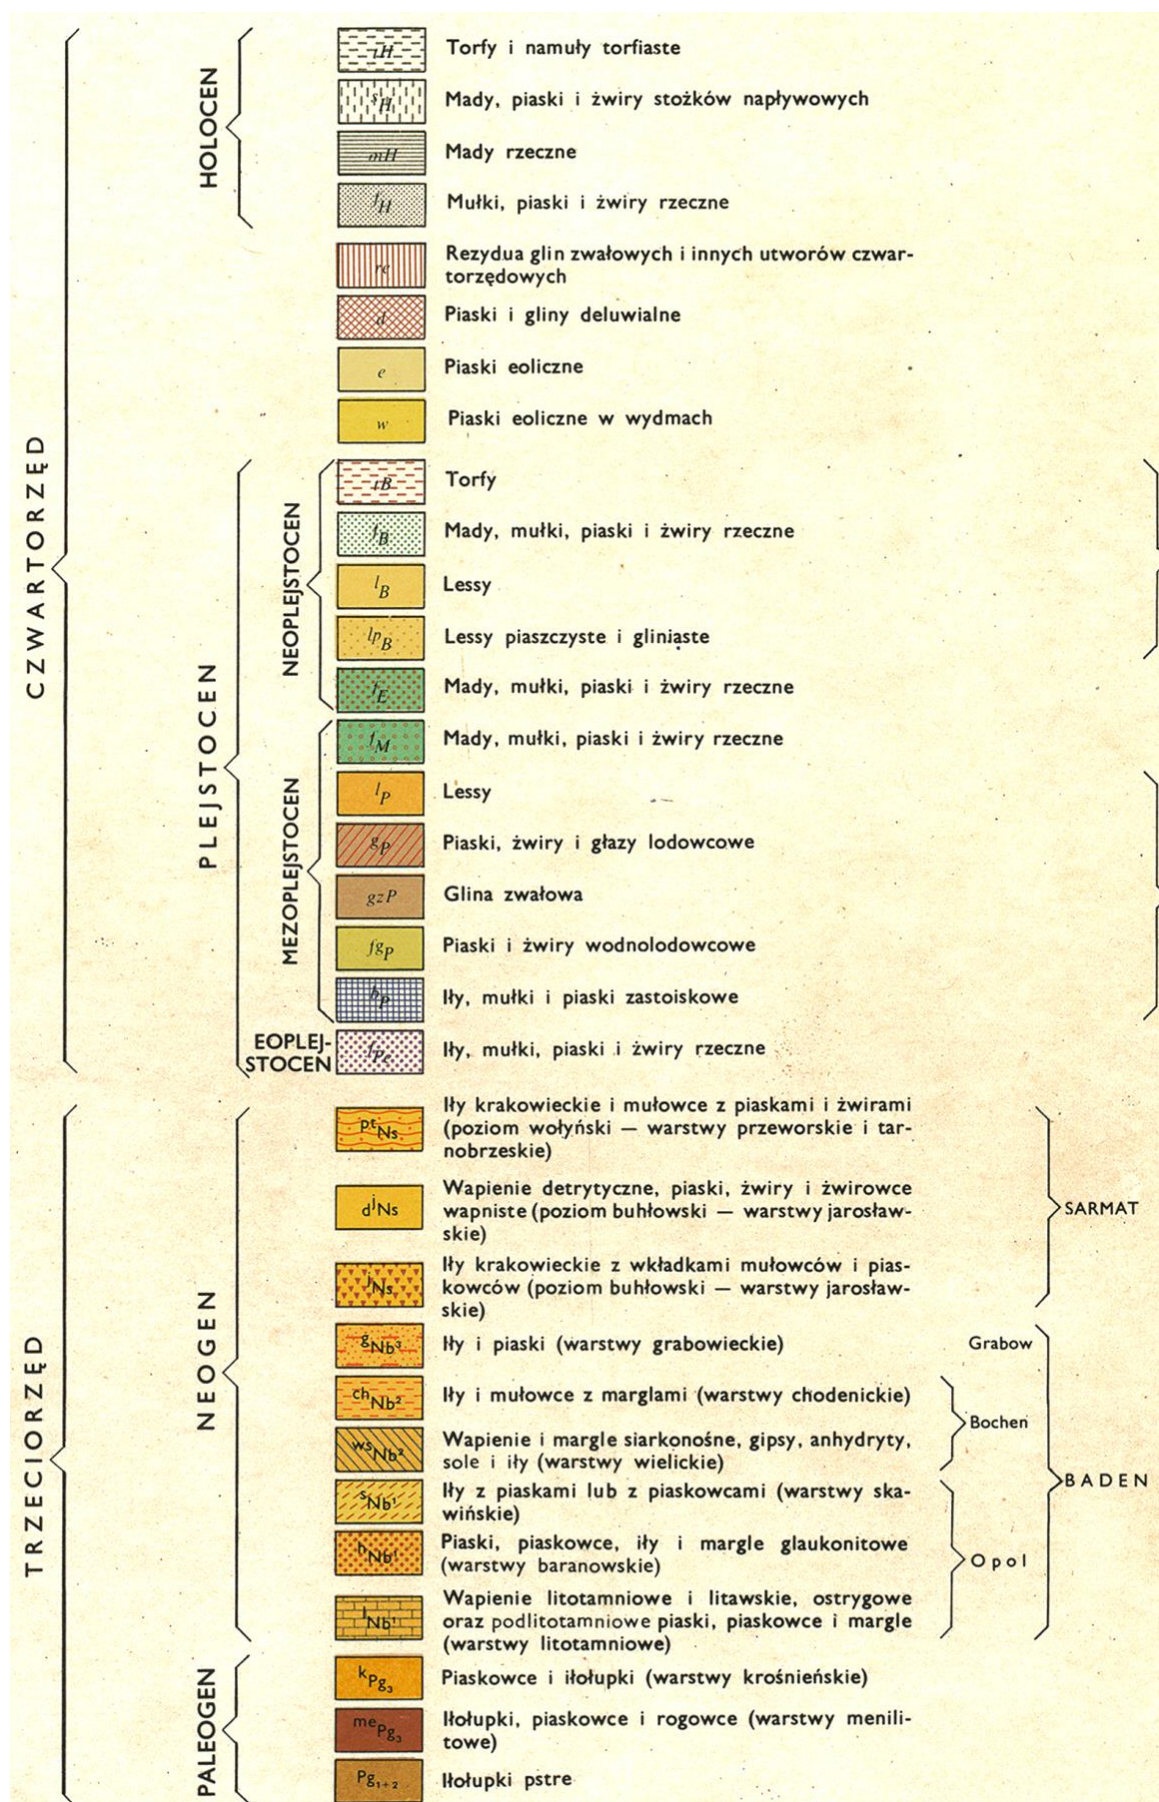 CZWARTORZĘD
HOLOCEN
tH Torfy i namuły torfiaste
sH Mady, piaski i żwiry stożków napływowych
mH Mady rzeczne
fH Mułki, piaski i żwiry rzeczne
re Rezydua glin zwałowych i innych utworów czwar-
torzędowych
d Piaski i gliny deluwialne
e Piaski eoliczne
w Piaski eoliczne w wydmach
PLEJSTOCEN
NEOPLEJSTOCEN
tB Torfy
fB Mady, mułki, piaski i żwiry rzeczne
lB Lessy
lpB Lessy piaszczyste i gliniaste
fE Mady, mułki, piaski i żwiry rzeczne
MEZOPLEJSTOCEN
fM Mady, mułki, piaski i żwiry rzeczne
lP Lessy
gP Piaski, żwiry i głazy lodowcowe
gzP Glina zwałowa
fgP Piaski i żwiry wodnolodowcowe
bP Iły, mułki i piaski zastoiskowe
EOPLEJ-
STOCEN
fPe Iły, mułki, piaski i żwiry rzeczne
TRZECIORZĘD
NEOGEN
ptNs Iły krakowieckie i mułowce z piaskami i żwirami
(poziom wołyński — warstwy przeworskie i tar-
nobrzeskie)
djNs Wapienie detrytyczne, piaski, żwiry i żwirowce
wapniste (poziom buhłowski — warstwy jarosław-
skie)
SARMAT
jNs Iły krakowieckie z wkładkami mułowców i pias-
kowców (poziom buhłowski — warstwy jarosław-
skie)
gNb³ Iły i piaski (warstwy grabowieckie)
Grabow
chNb² Iły i mułowce z marglami (warstwy chodenickie)
Bochen
wsNb² Wapienie i margle siarkonośne, gipsy, anhydryty,
sole i iły (warstwy wielickie)
BADEN
sNb¹ Iły z piaskami lub z piaskowcami (warstwy ska-
wińskie)
hNb¹ Piaski, piaskowce, iły i margle glaukonitowe
(warstwy baranowskie)
Opol
lNb¹ Wapienie litotamniowe i litawskie, ostrygowe
oraz podlitotamniowe piaski, piaskowce i margle
(warstwy litotamniowe)
PALEOGEN
kPg₃ Piaskowce i iłołupki (warstwy krośnieńskie)
mePg₃ Iłołupki, piaskowce i rogowce (warstwy menili-
towe)
Pg₁₊₂ Iłołupki pstre